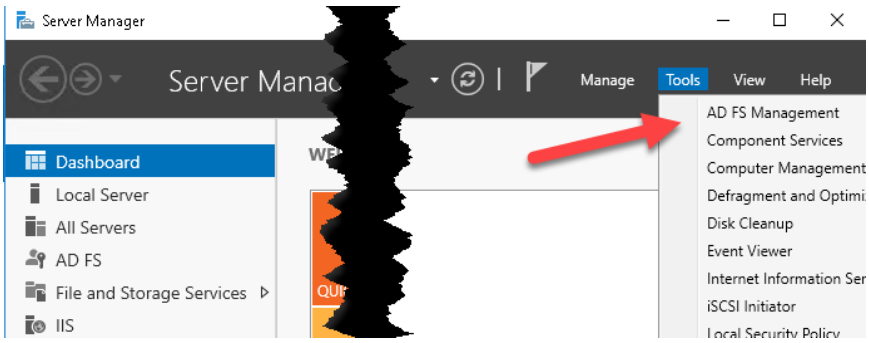 Server Manager
Server Manag
Manage Tools View Help
AD FS Management
Component Services
Computer Management
Defragment and Optimi
Disk Cleanup
Event Viewer
Internet Information Ser
iSCSI Initiator
Local Security Policy
Dashboard
Local Server
All Servers
AD FS
File and Storage Services
IIS
WE
QUI